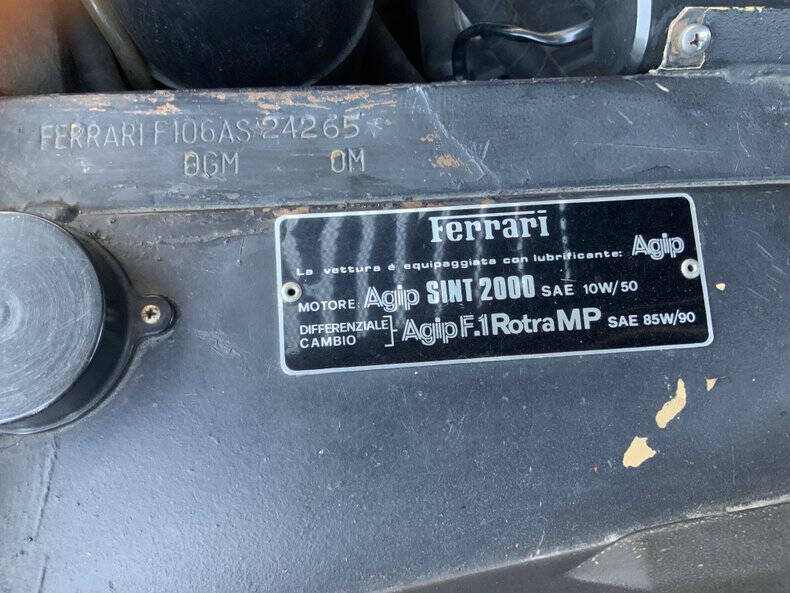 FERRARI F106AS 24265*
DGM OM
Ferrari
La vettura è equipaggiata con lubrificante: Agip
MOTORE: Agip SINT 2000 SAE 10W/50
DIFFERENZIALE
CAMBIO ] Agip F.1 Rotra MP SAE 85W/90